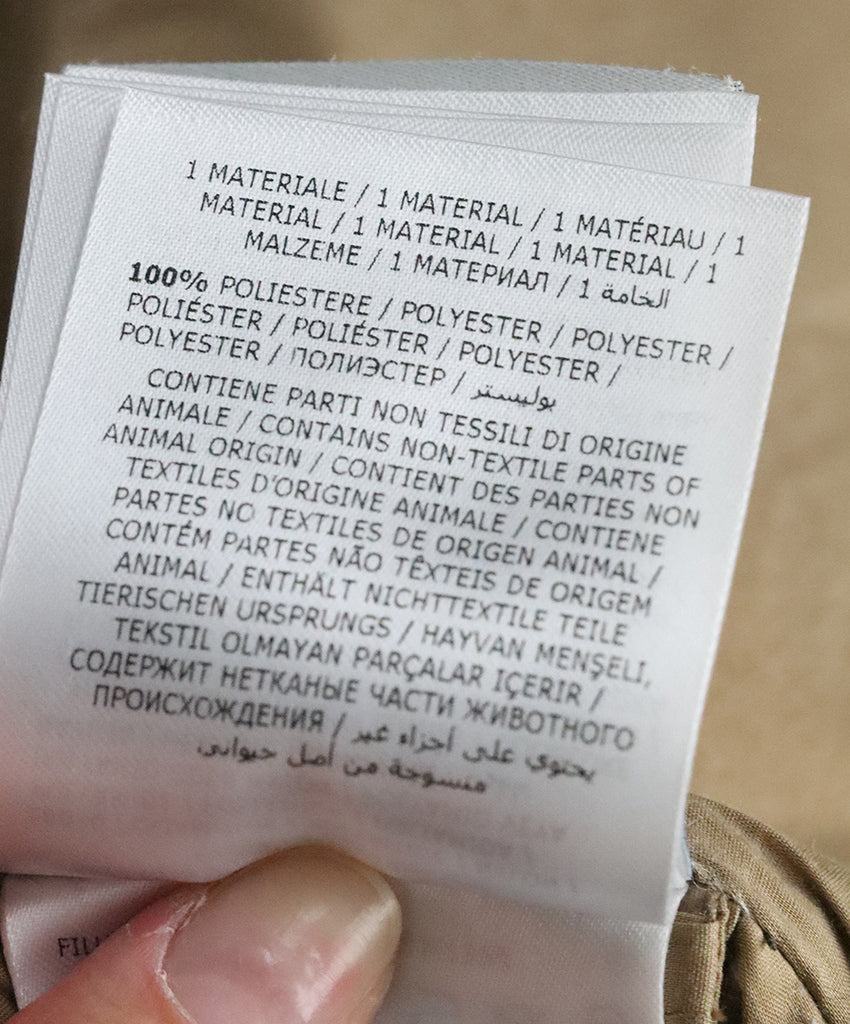 1 MATERIALE / 1 MATERIAL / 1 MATÉRIAU / 1
MATERIAL / 1 MATERIAL / 1 MATERIAL / 1
MALZEME / 1 МАТЕРИАЛ / 1 الخامة
100% POLIESTERE / POLYESTER / POLYESTER /
POLIÉSTER / POLIÉSTER / POLYESTER /
POLYESTER / ПОЛИЭСТЕР / بوليستر
CONTIENE PARTI NON TESSILI DI ORIGINE
ANIMALE / CONTAINS NON-TEXTILE PARTS OF
ANIMAL ORIGIN / CONTIENT DES PARTIES NON
TEXTILES D'ORIGINE ANIMALE / CONTIENE
PARTES NO TEXTILES DE ORIGEN ANIMAL /
CONTÉM PARTES NÃO TÊXTEIS DE ORIGEM
ANIMAL / ENTHÄLT NICHTTEXTILE TEILE
TIERISCHEN URSPRUNGS / HAYVAN MENŞELİ,
TEKSTIL OLMAYAN PARÇALAR IÇERIR /
СОДЕРЖИТ НЕТКАНЫЕ ЧАСТИ ЖИВОТНОГО
ПРОИСХОЖДЕНИЯ / يحتوي على أجزاء غير
منسوجة من أصل حيواني